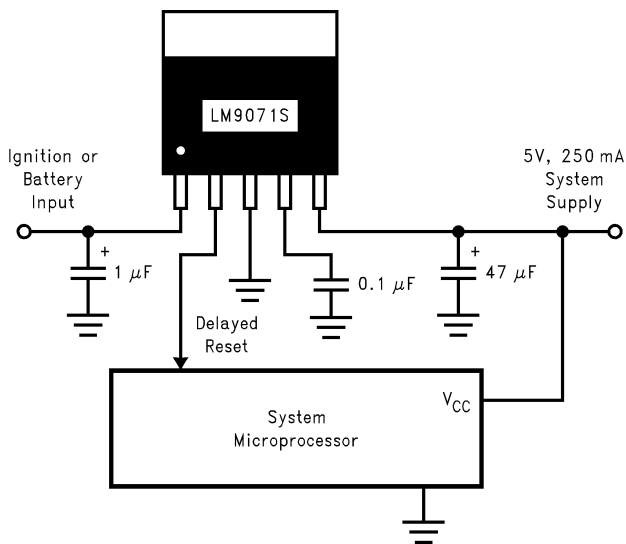 LM9071S
Ignition or
Battery
Input
5V, 250 mA
System
Supply
+
1 μF
0.1 μF
+
47 μF
Delayed
Reset
VCC
System
Microprocessor